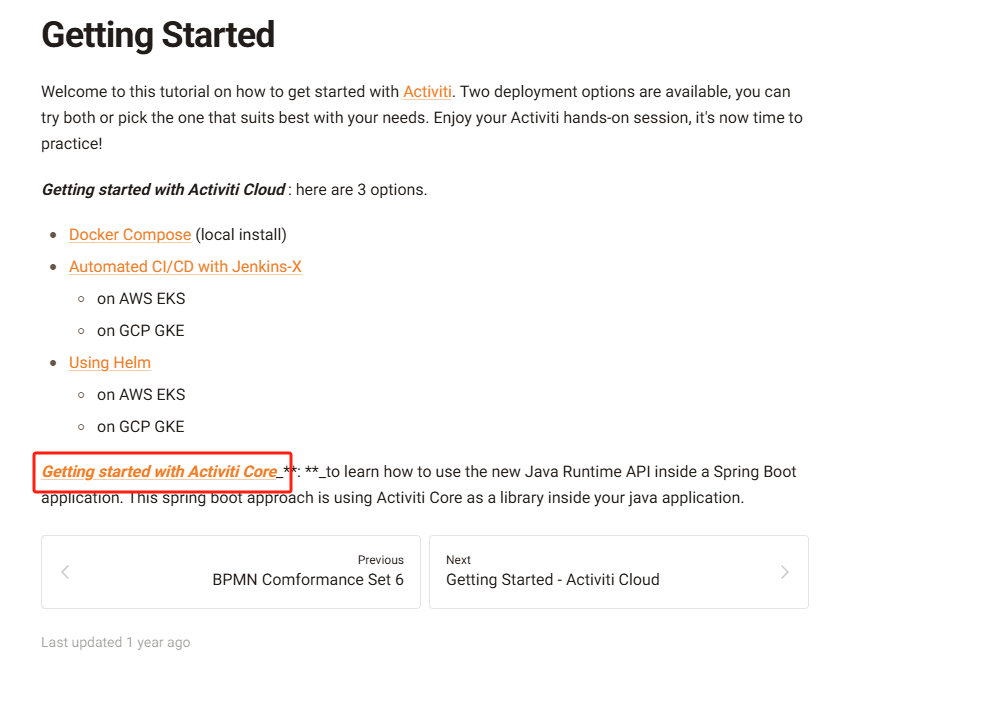 Getting Started
Welcome to this tutorial on how to get started with Activiti. Two deployment options are available, you can
try both or pick the one that suits best with your needs. Enjoy your Activiti hands-on session, it's now time to
practice!
Getting started with Activiti Cloud : here are 3 options.
Docker Compose (local install)
Automated CI/CD with Jenkins-X
on AWS EKS
on GCP GKE
Using Helm
on AWS EKS
on GCP GKE
Getting started with Activiti Core_**: **_to learn how to use the new Java Runtime API inside a Spring Boot
application. This spring boot approach is using Activiti Core as a library inside your java application.
Previous
BPMN Comformance Set 6
Next
Getting Started - Activiti Cloud
Last updated 1 year ago